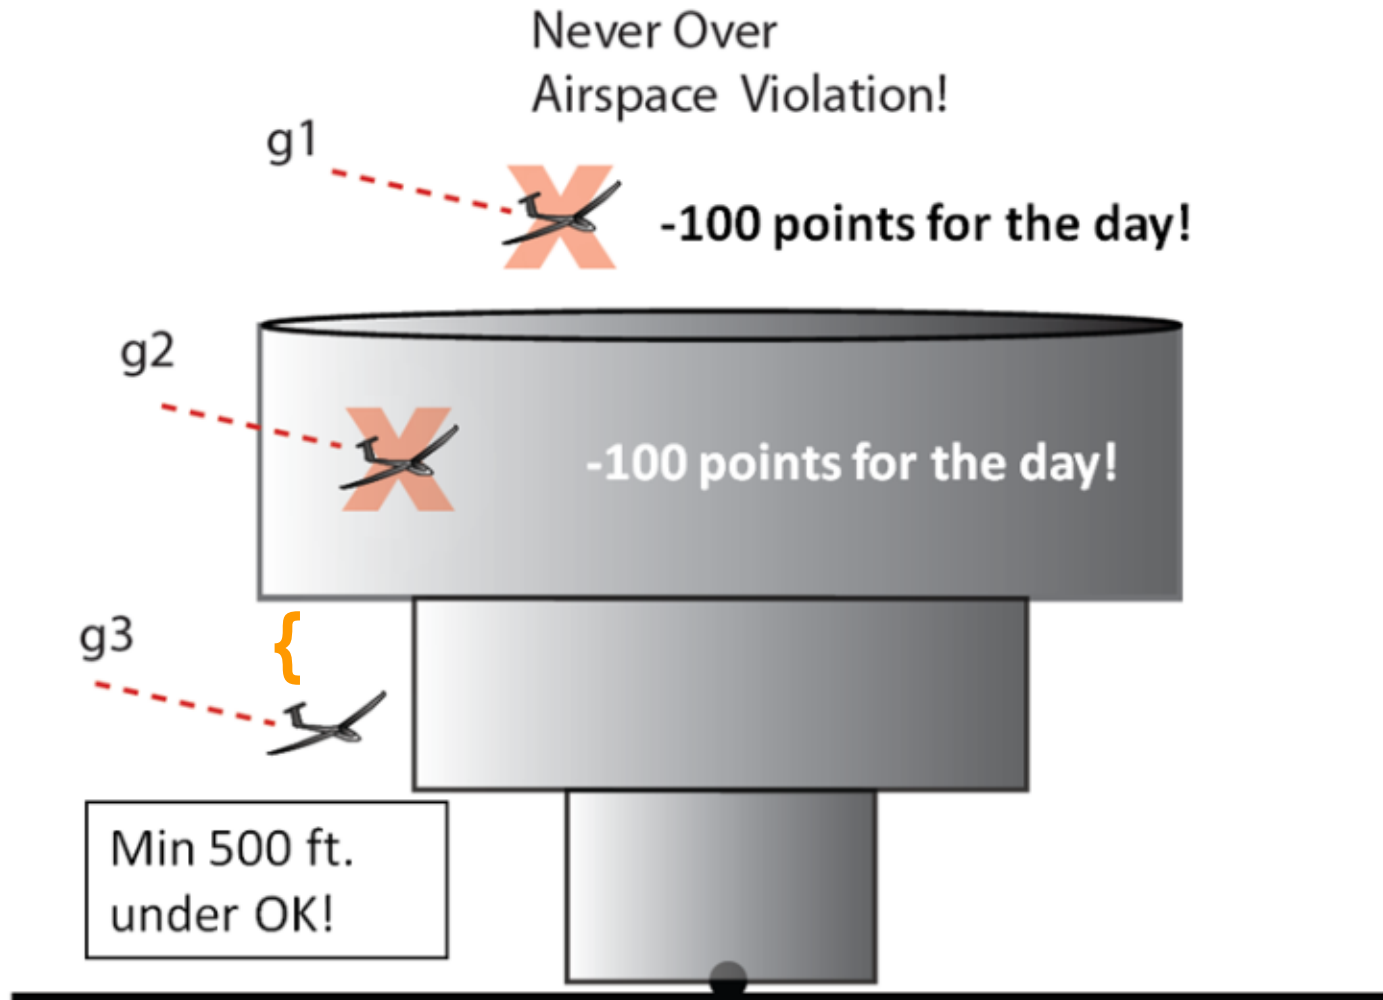 Never Over
Airspace Violation!
g1
-100 points for the day!
g2
-100 points for the day!
g3
{
Min 500 ft.
under OK!